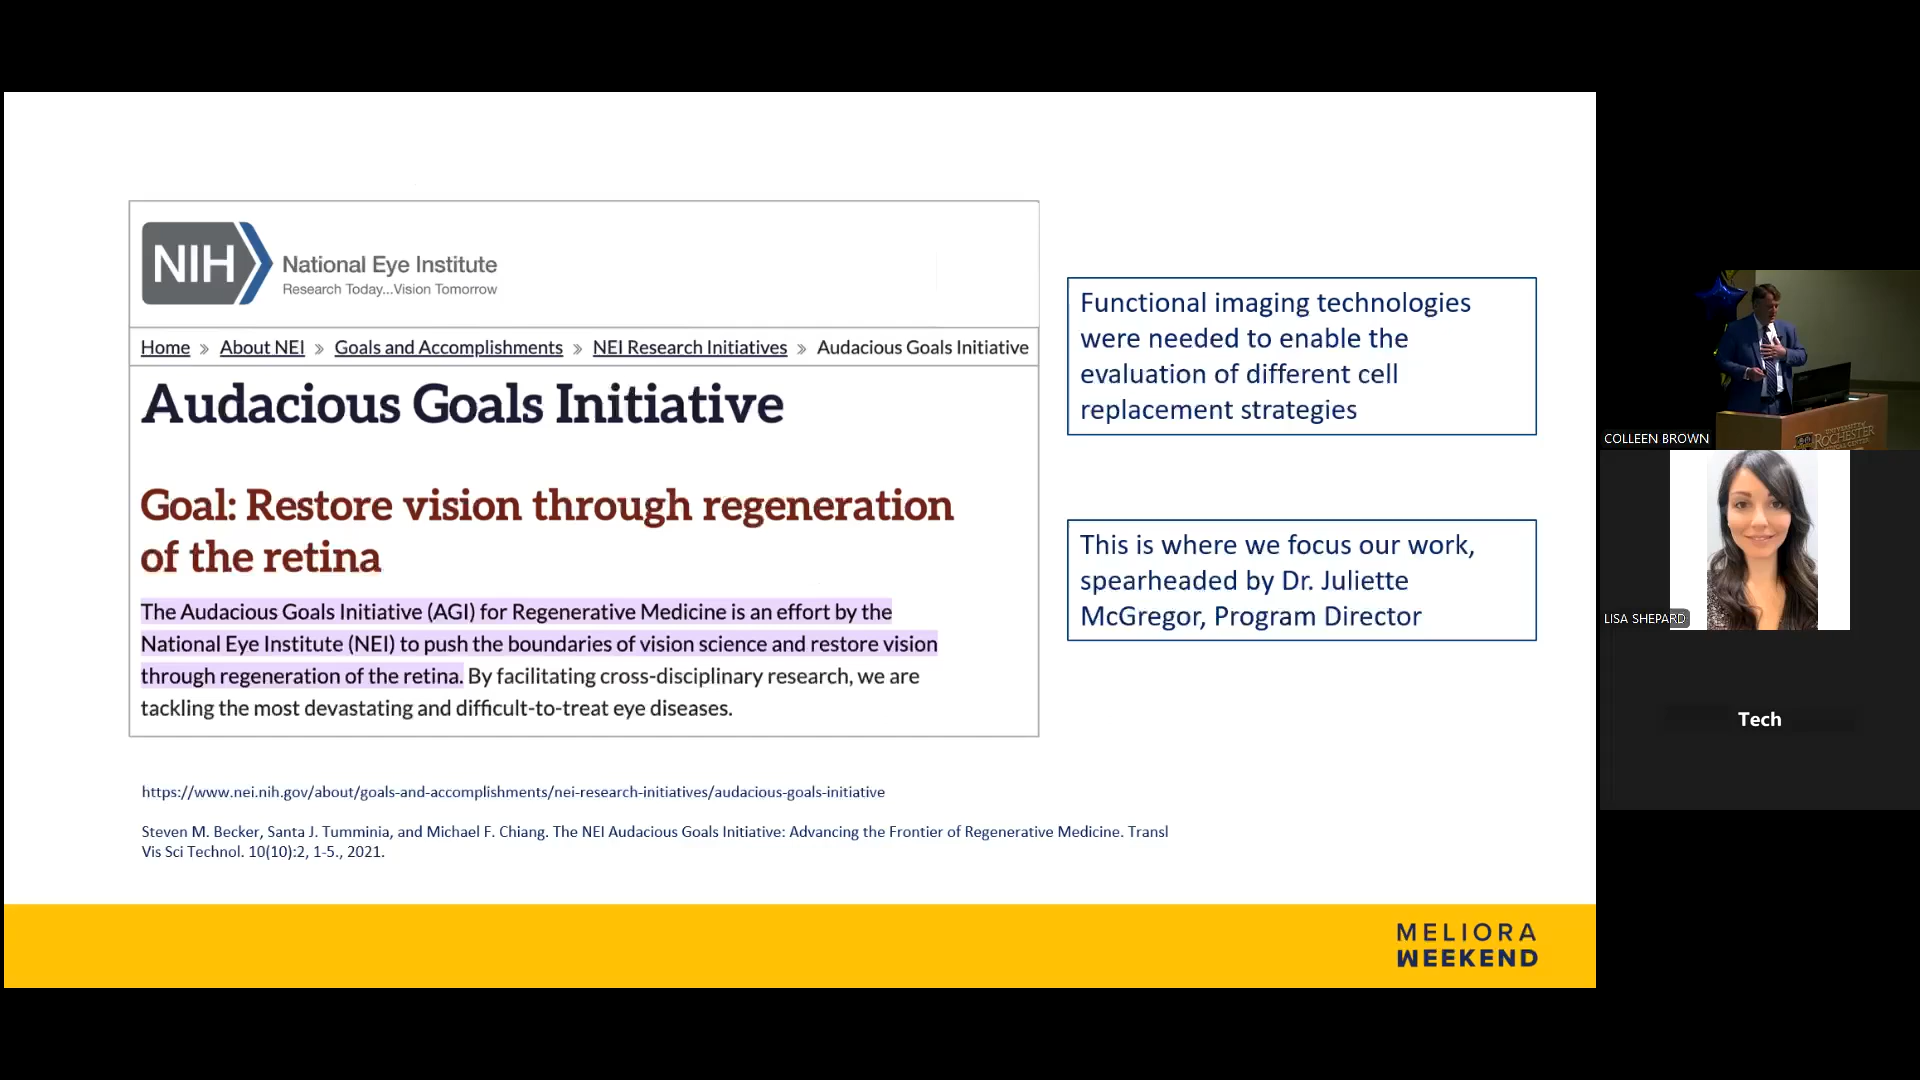 NIH
National Eye Institute
Research Today...Vision Tomorrow
Home » About NEI » Goals and Accomplishments » NEI Research Initiatives » Audacious Goals Initiative
Audacious Goals Initiative
Goal: Restore vision through regeneration
of the retina
The Audacious Goals Initiative (AGI) for Regenerative Medicine is an effort by the
National Eye Institute (NEI) to push the boundaries of vision science and restore vision
through regeneration of the retina. By facilitating cross-disciplinary research, we are
tackling the most devastating and difficult-to-treat eye diseases.
Functional imaging technologies
were needed to enable the
evaluation of different cell
replacement strategies
This is where we focus our work,
spearheaded by Dr. Juliette
McGregor, Program Director
https://www.nei.nih.gov/about/goals-and-accomplishments/nei-research-initiatives/audacious-goals-initiative
Steven M. Becker, Santa J. Tumminia, and Michael F. Chiang. The NEI Audacious Goals Initiative: Advancing the Frontier of Regenerative Medicine. Transl
Vis Sci Technol. 10(10):2, 1-5., 2021.
MELIORA
WEEKEND
UNIVERSITY OF
ROCHESTER
MEDICAL CENTER
COLLEEN BROWN
LISA SHEPARD
Tech